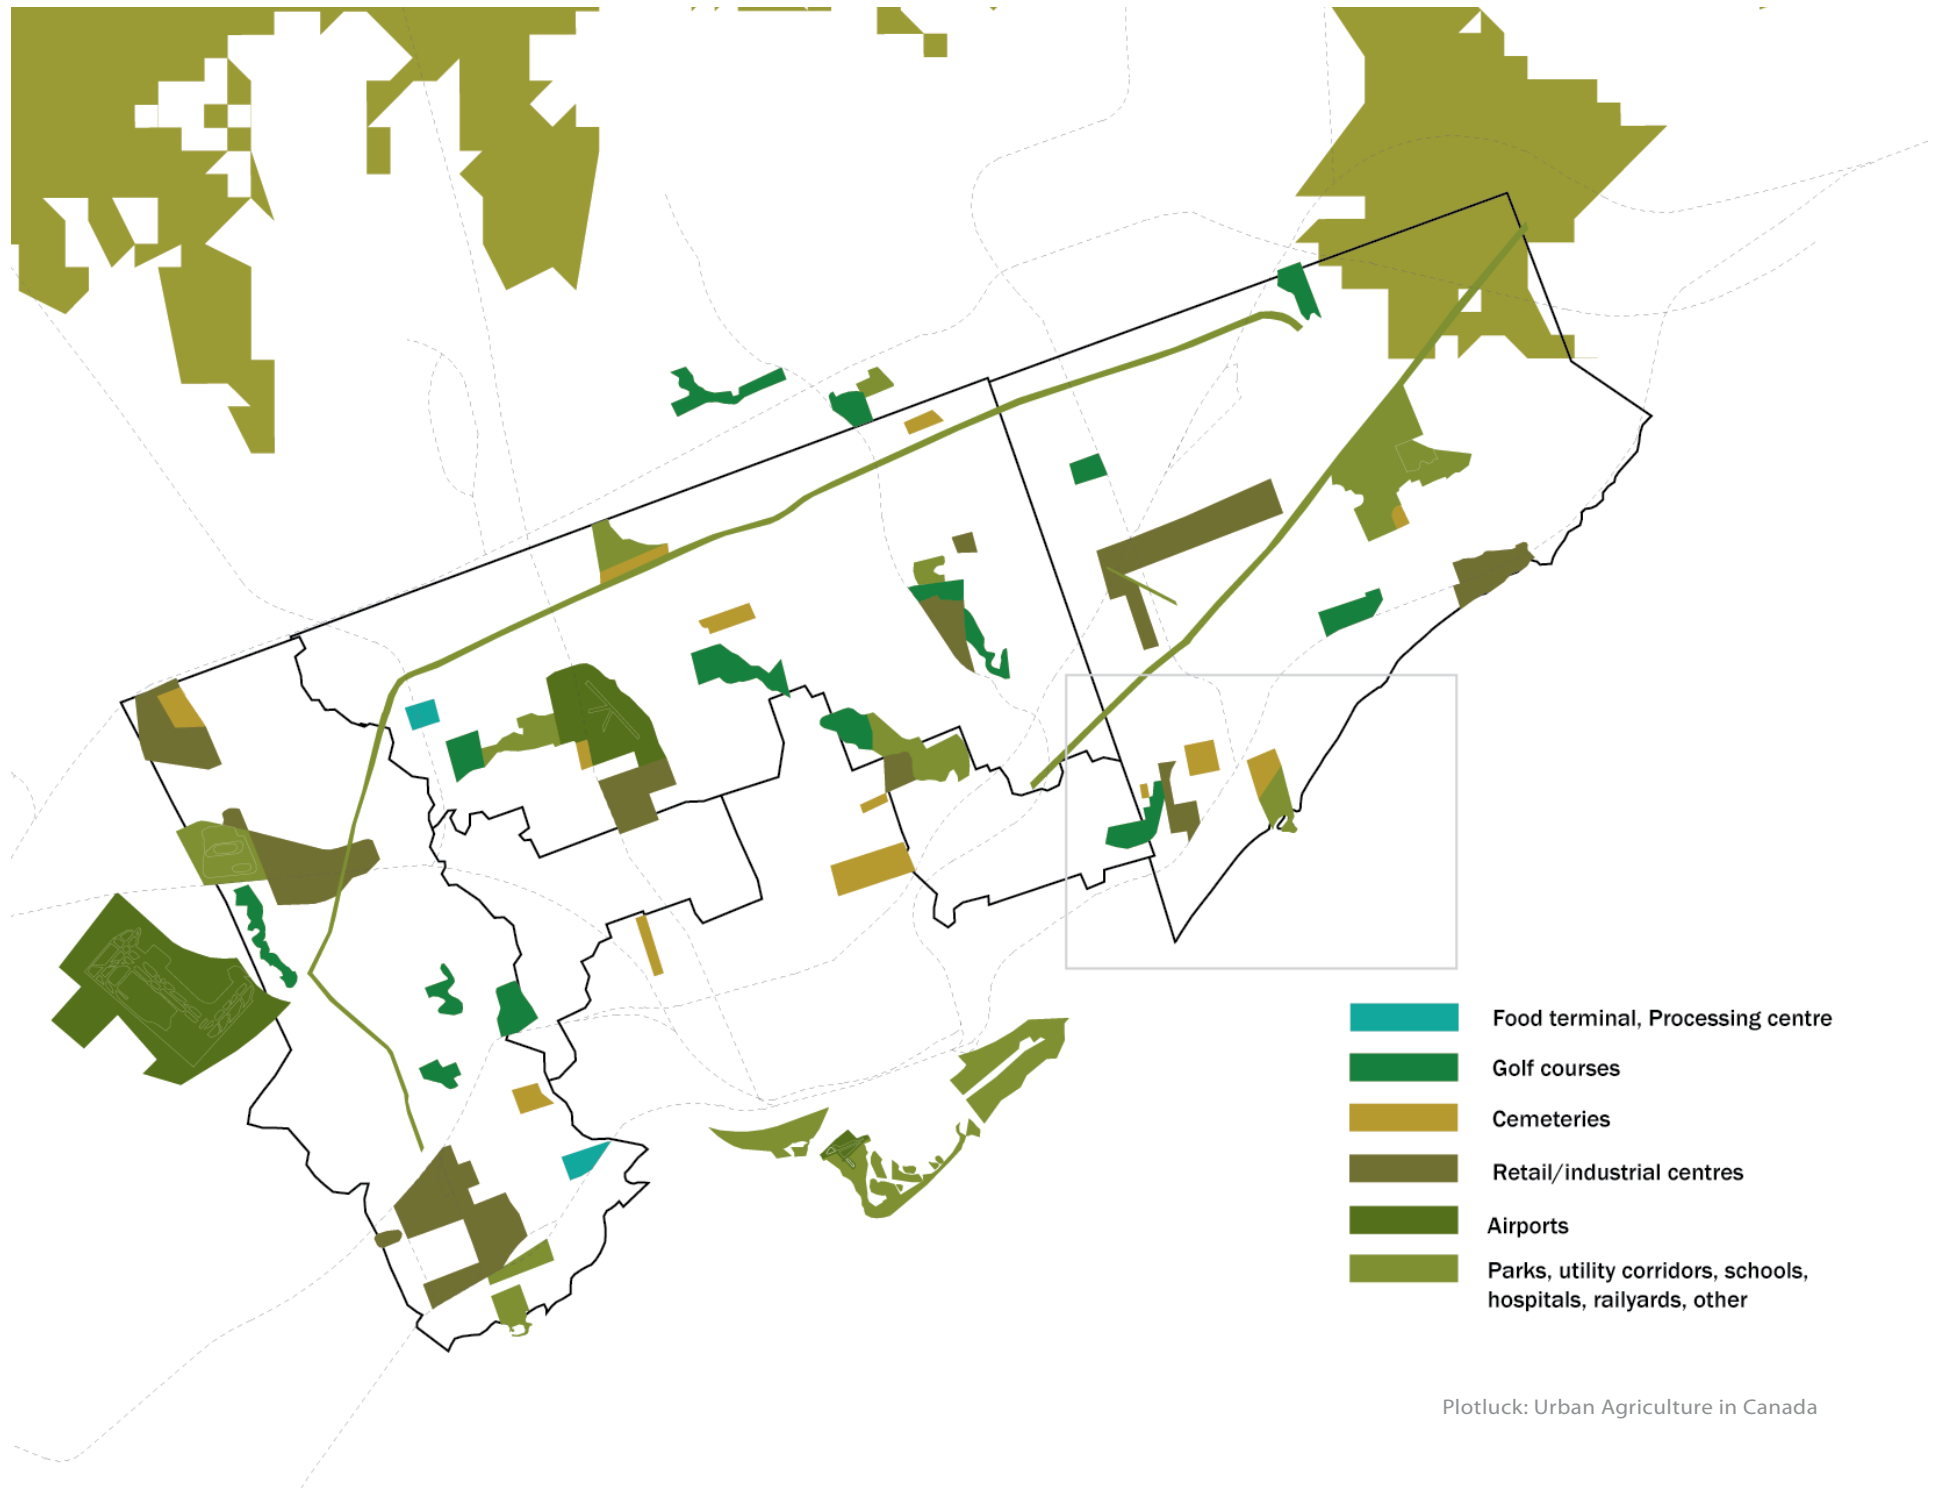 Food terminal, Processing centre
Golf courses
Cemeteries
Retail/industrial centres
Airports
Parks, utility corridors, schools,
hospitals, railyards, other
Plotluck: Urban Agriculture in Canada